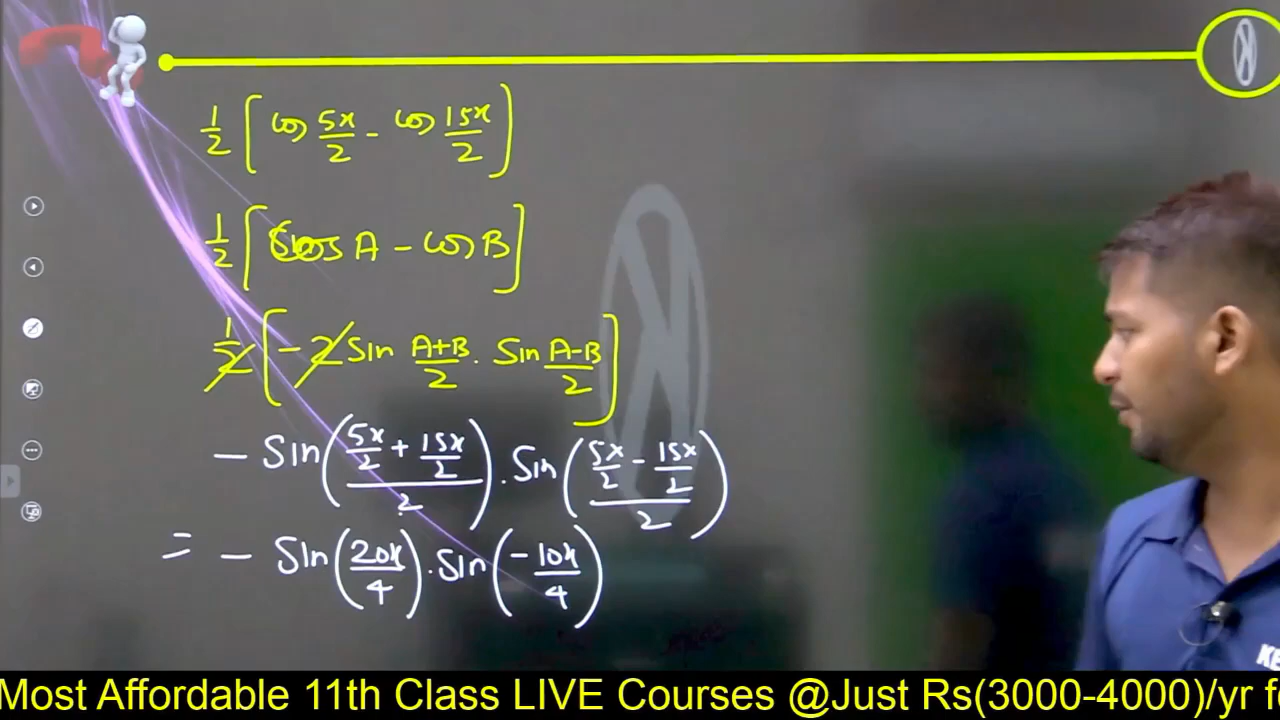 1/2 [ cos 5x/2 - cos 15x/2 ]
1/2 [ cos A - cos B ]
1/2 [ - 2 sin A+B/2 . sin A-B/2 ]
- Sin ( (5x/2 + 15x/2)/2 ) . Sin ( (5x/2 - 15x/2)/2 )
= - Sin ( 20x/4 ) . Sin ( - 10x/4 )
Most Affordable 11th Class LIVE Courses @Just Rs(3000-4000)/yr f